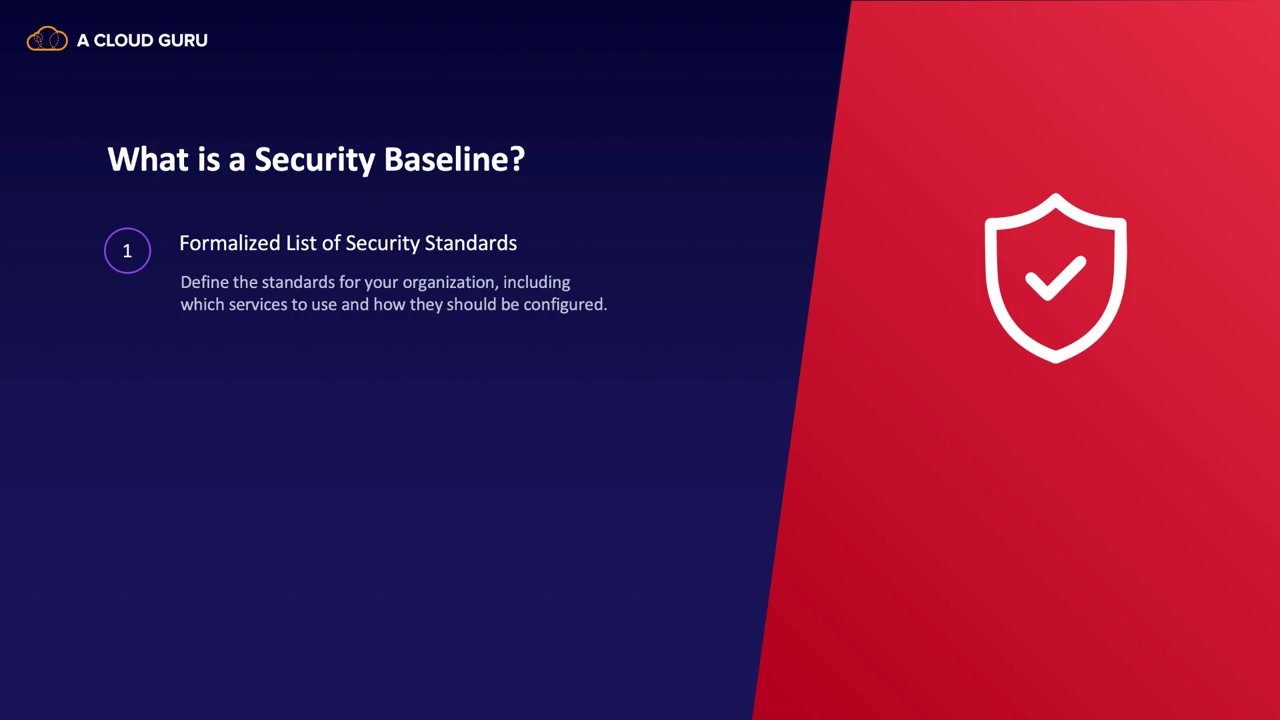 A CLOUD GURU
What is a Security Baseline?
1
Formalized List of Security Standards
Define the standards for your organization, including
which services to use and how they should be configured.